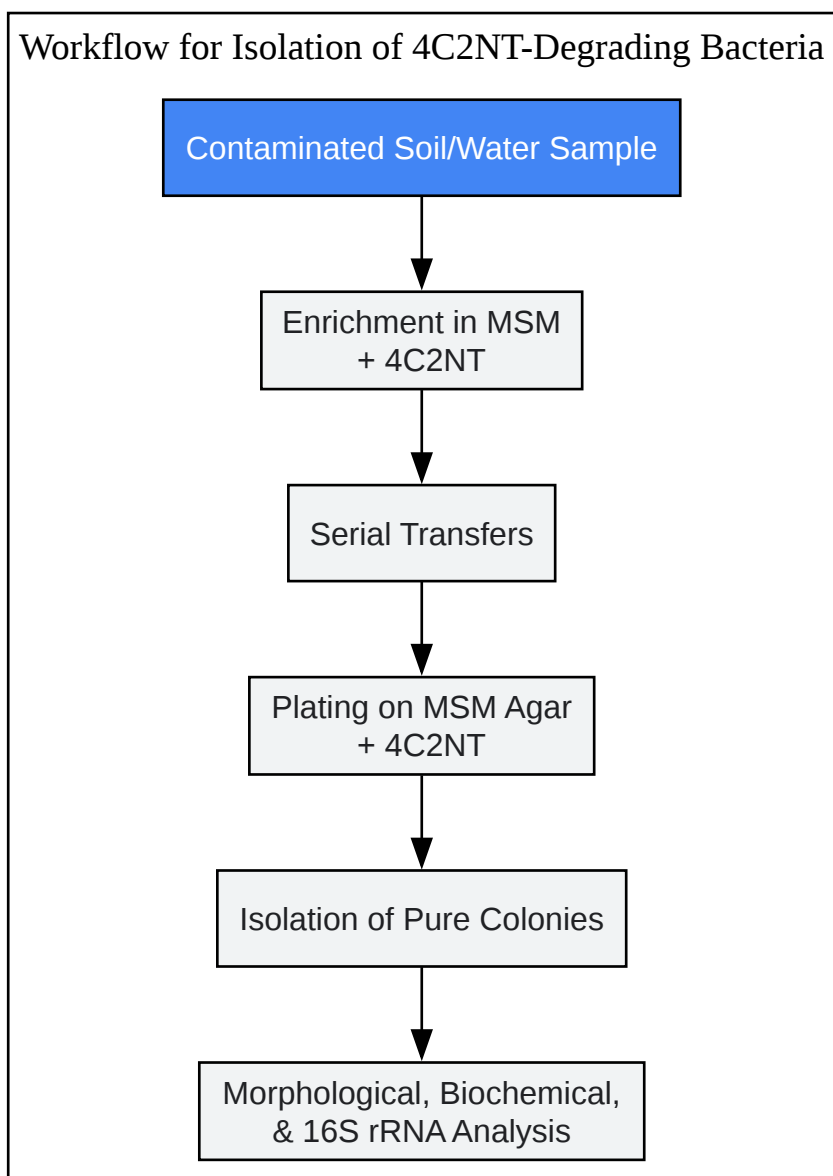 Workflow for Isolation of 4C2NT-Degrading Bacteria
Contaminated Soil/Water Sample
Enrichment in MSM
+ 4C2NT
Serial Transfers
Plating on MSM Agar
+ 4C2NT
Isolation of Pure Colonies
Morphological, Biochemical,
& 16S rRNA Analysis